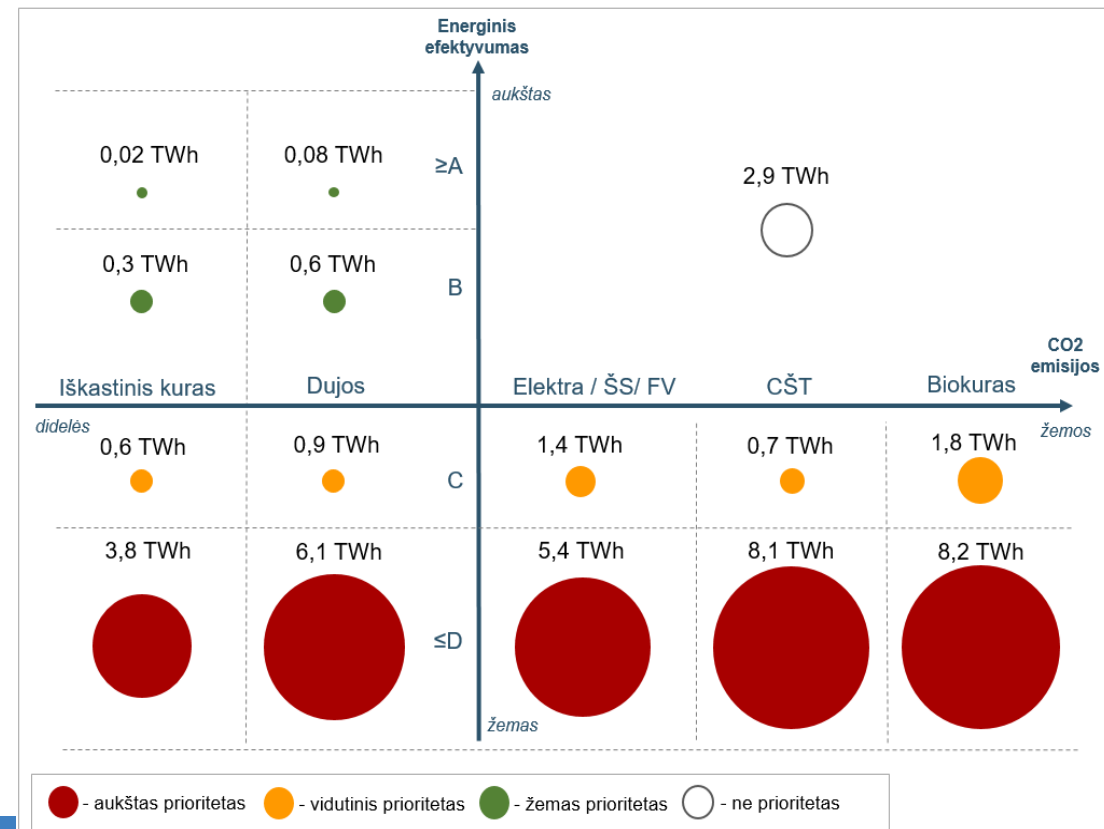 Energinis
efektyvumas
aukštas
0,02 TWh
0,08 TWh
≥A
2,9 TWh
0,3 TWh
0,6 TWh
B
CO2
emisijos
Iškastinis kuras
Dujos
Elektra / ŠS/ FV
CŠT
Biokuras
didelės
žemos
0,6 TWh
0,9 TWh
C
1,4 TWh
0,7 TWh
1,8 TWh
3,8 TWh
6,1 TWh
5,4 TWh
8,1 TWh
8,2 TWh
≤D
žemas
- aukštas prioritetas
- vidutinis prioritetas
- žemas prioritetas
- ne prioritetas